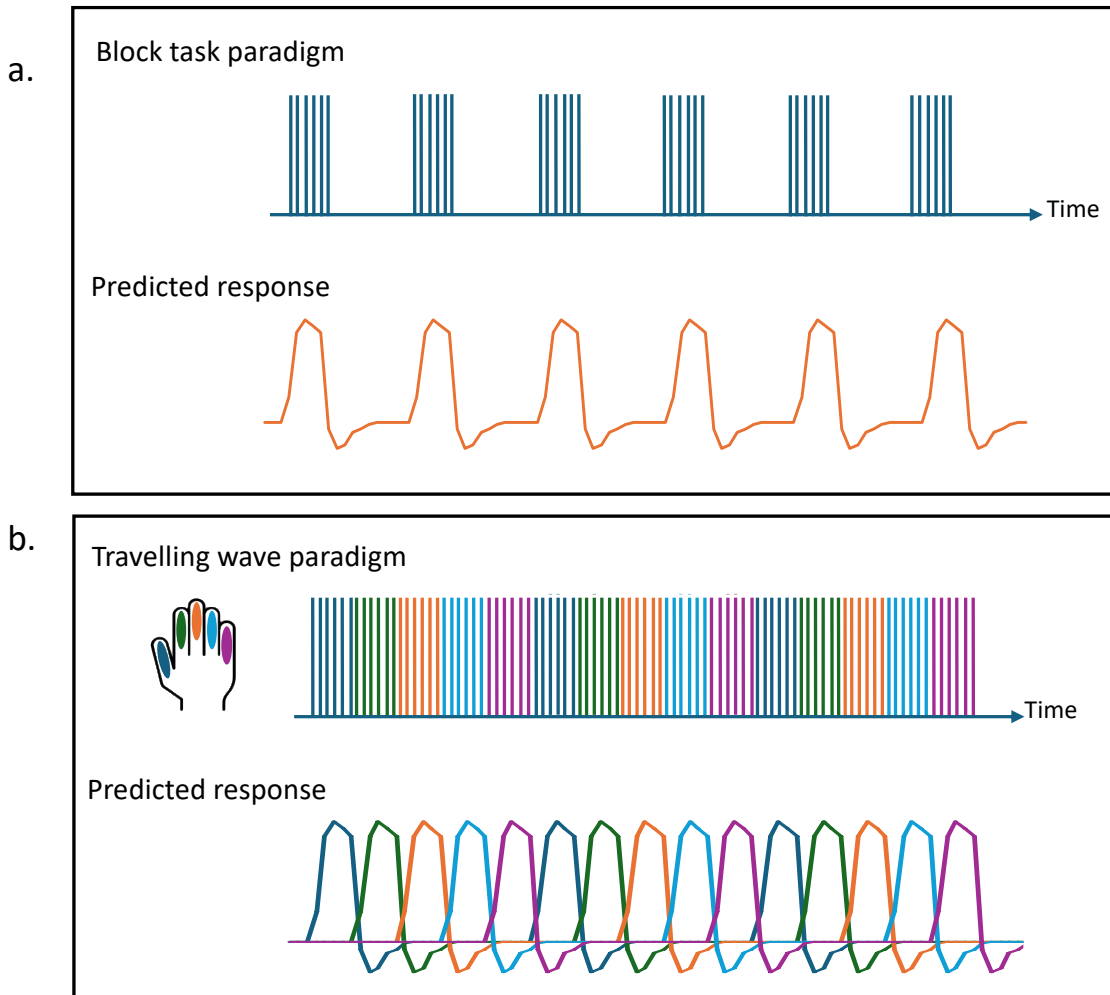 a.
Block task paradigm
Time
Predicted response
b.
Travelling wave paradigm
Time
Predicted response